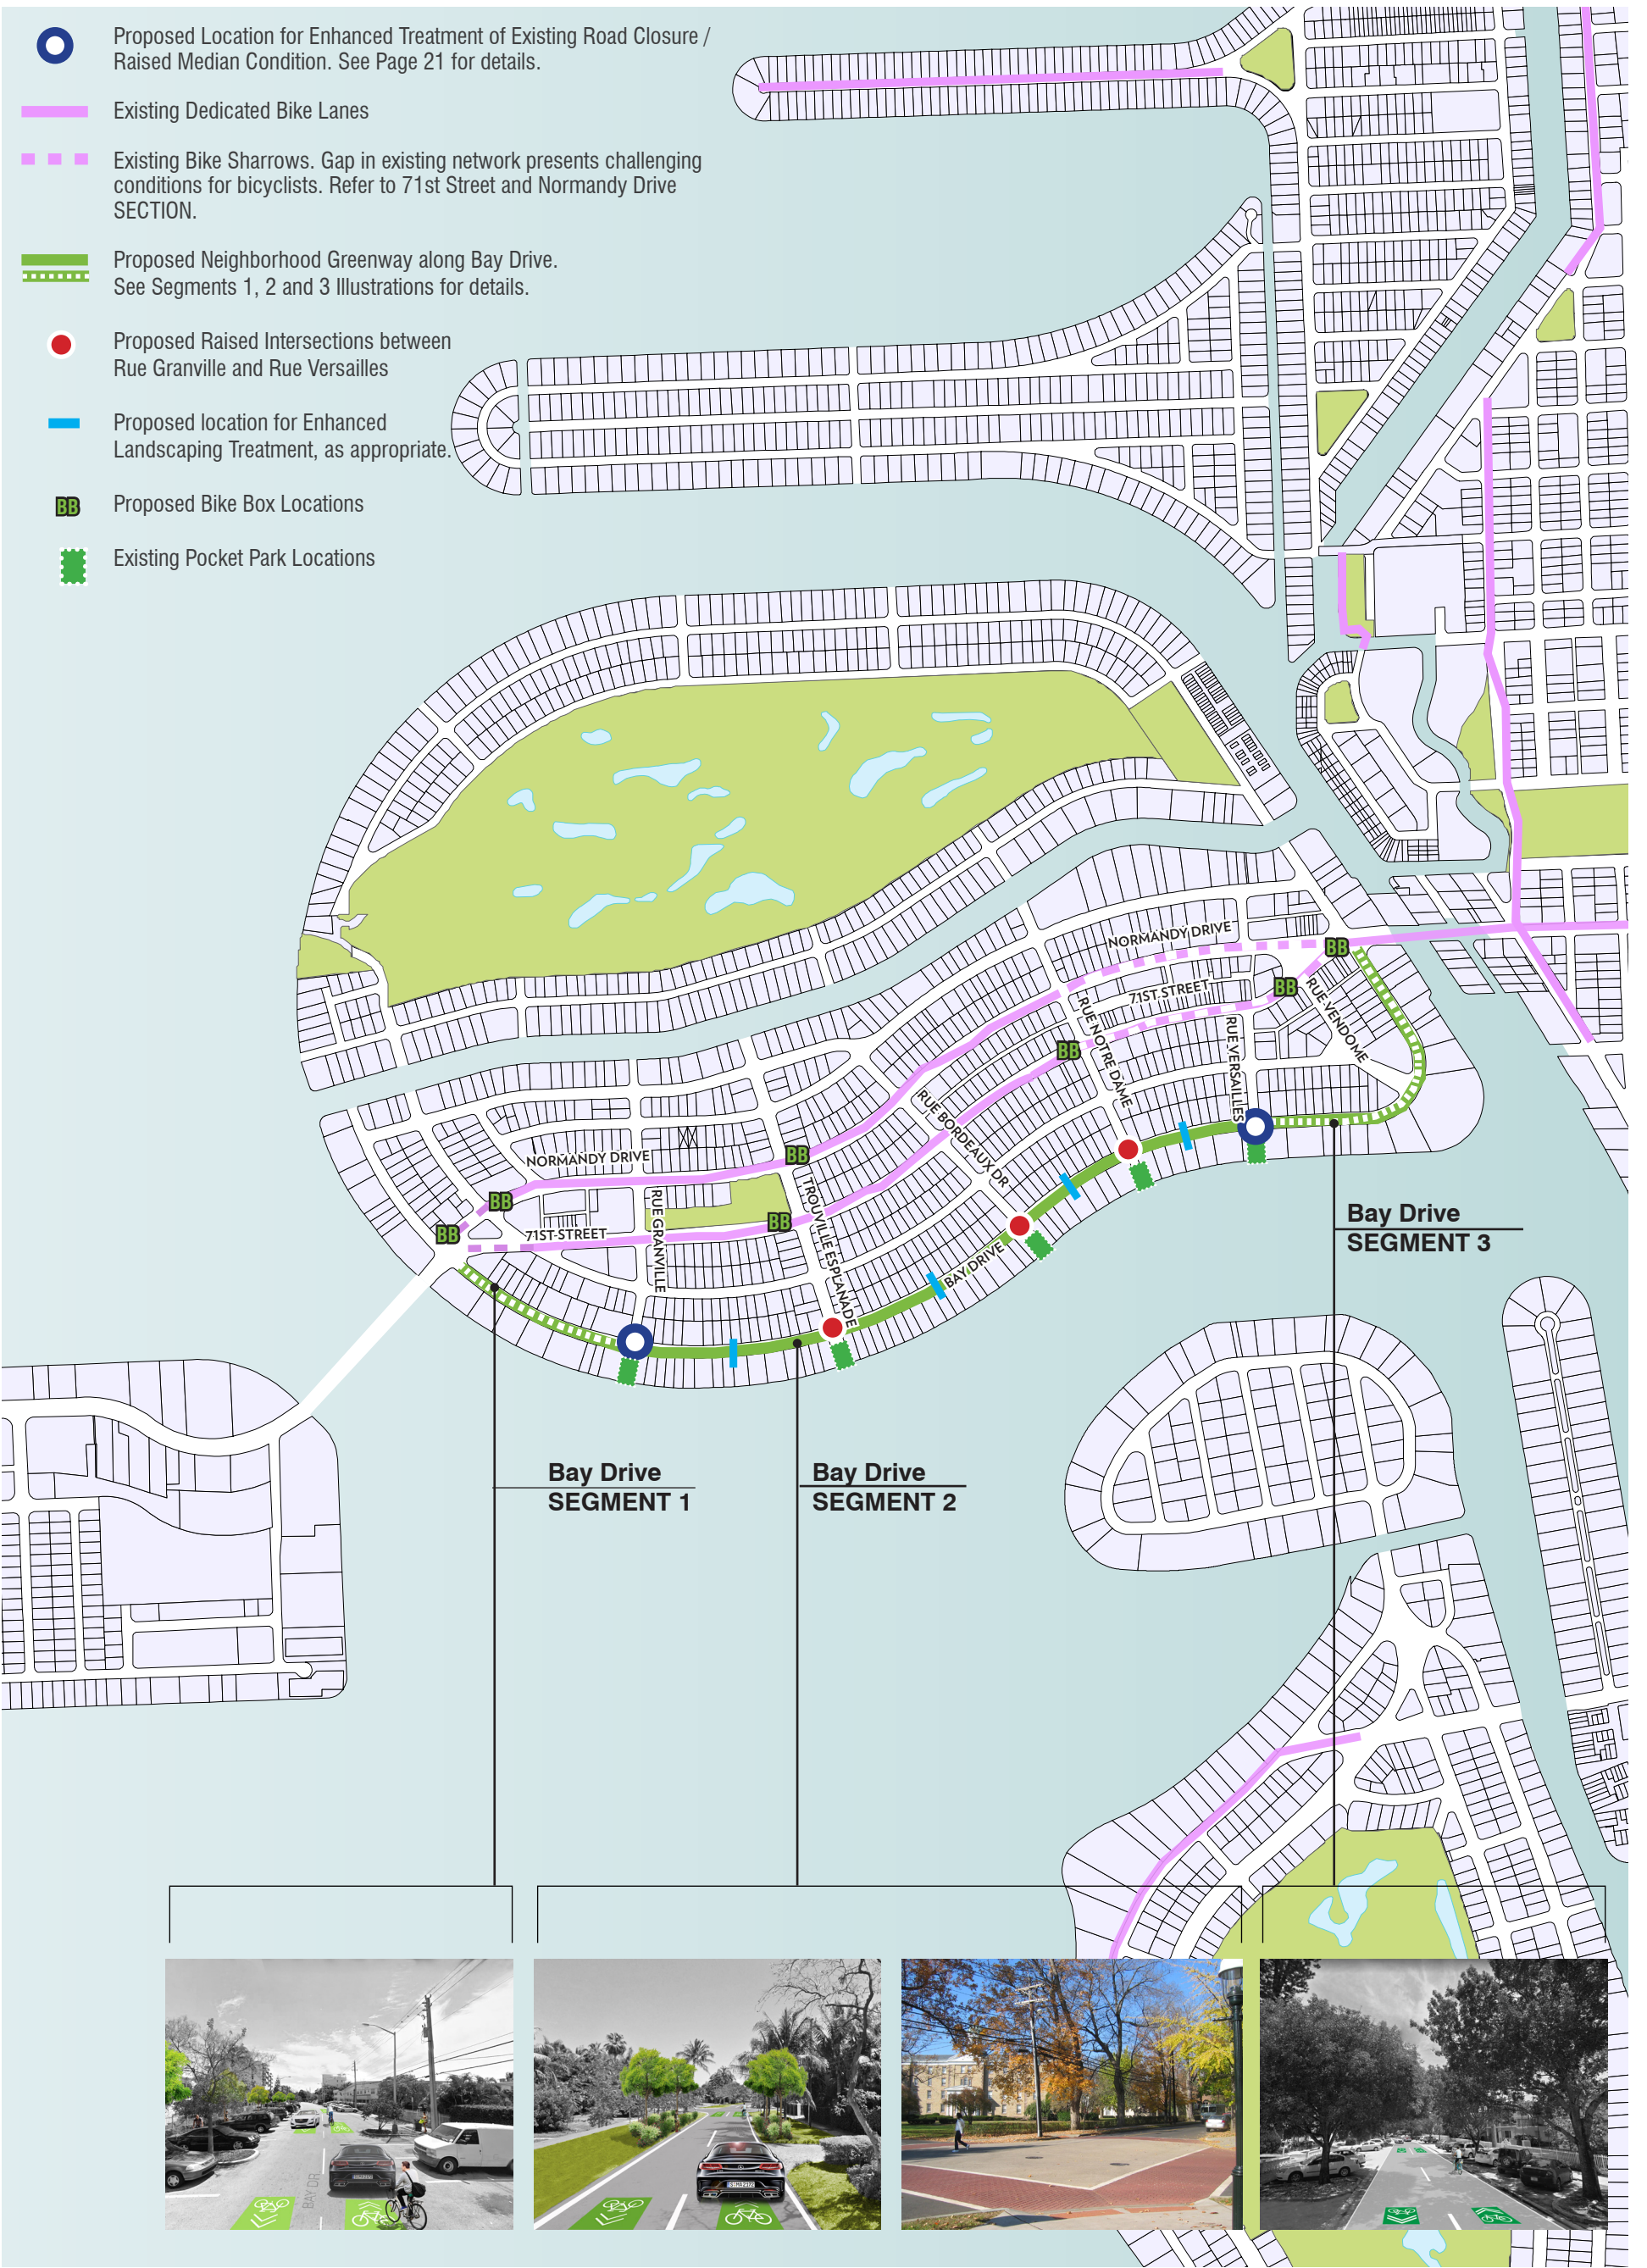 Proposed Location for Enhanced Treatment of Existing Road Closure /
Raised Median Condition. See Page 21 for details.
Existing Dedicated Bike Lanes
Existing Bike Sharrows. Gap in existing network presents challenging
conditions for bicyclists. Refer to 71st Street and Normandy Drive
SECTION.
Proposed Neighborhood Greenway along Bay Drive.
See Segments 1, 2 and 3 Illustrations for details.
Proposed Raised Intersections between
Rue Granville and Rue Versailles
Proposed location for Enhanced
Landscaping Treatment, as appropriate.
BB
Proposed Bike Box Locations
Existing Pocket Park Locations
NORMANDY DRIVE
BB
71ST STREET
BB
RUE VENDOME
RUE NOTRE DAME
RUE VERSAILLES
BB
RUE BORDEAUX DR
NORMANDY DRIVE
BB
BB
BB
71ST STREET
RUE GRANVILLE
BB
TROUVILLE ESPLANADE
BAY DRIVE
Bay Drive
SEGMENT 3
Bay Drive
SEGMENT 1
Bay Drive
SEGMENT 2
BAY DR